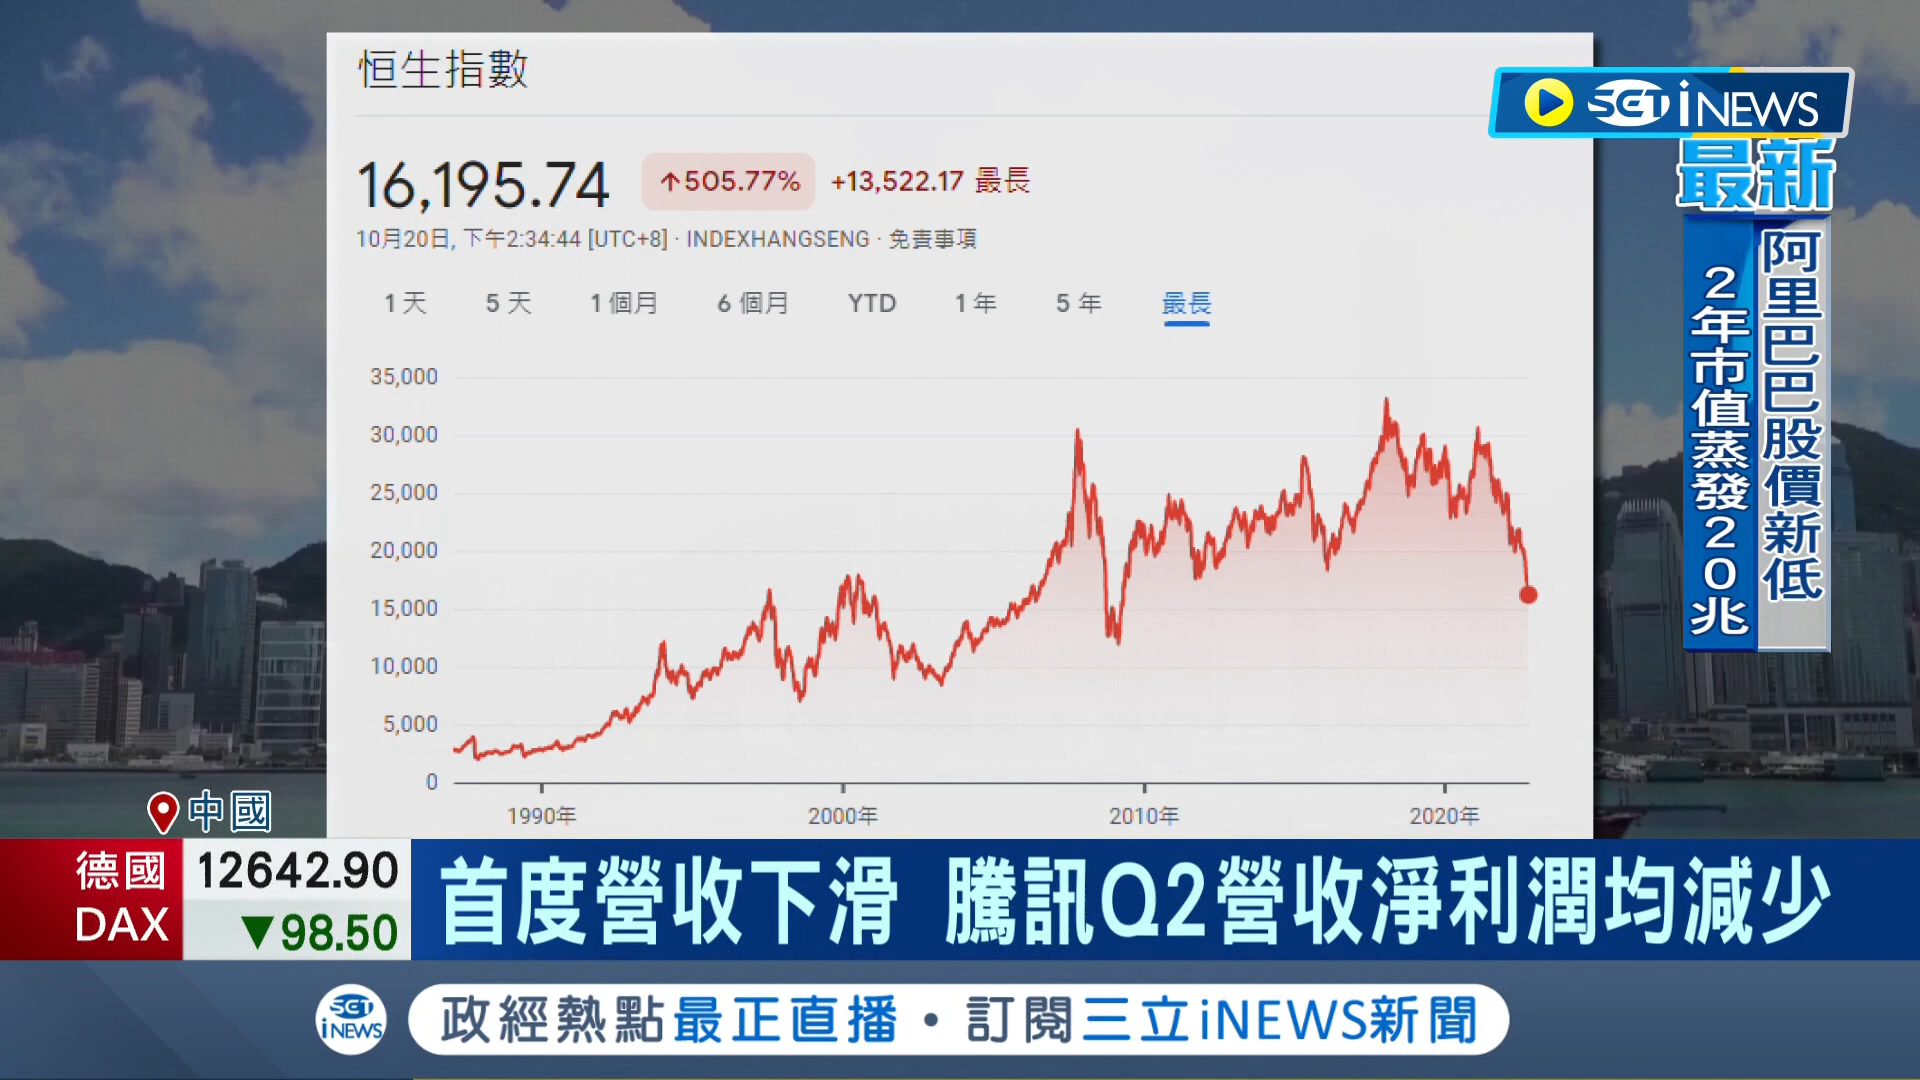 恒生指數
16,195.74 ↑505.77% +13,522.17 最長
10月20日, 下午2:34:44 [UTC+8] · INDEXHANGSENG · 免責事項
1 天 5 天 1 個月 6 個月 YTD 1 年 5 年 最長
35,000
30,000
25,000
20,000
15,000
10,000
5,000
0
1990年 2000年 2010年 2020年
SET iNEWS
最新
阿里巴巴股價新低
2年市值蒸發20兆
中國
德國
DAX
12642.90
▼98.50
首度營收下滑 騰訊Q2營收淨利潤均減少
SET iNEWS
政經熱點最正直播・訂閱三立iNEWS新聞